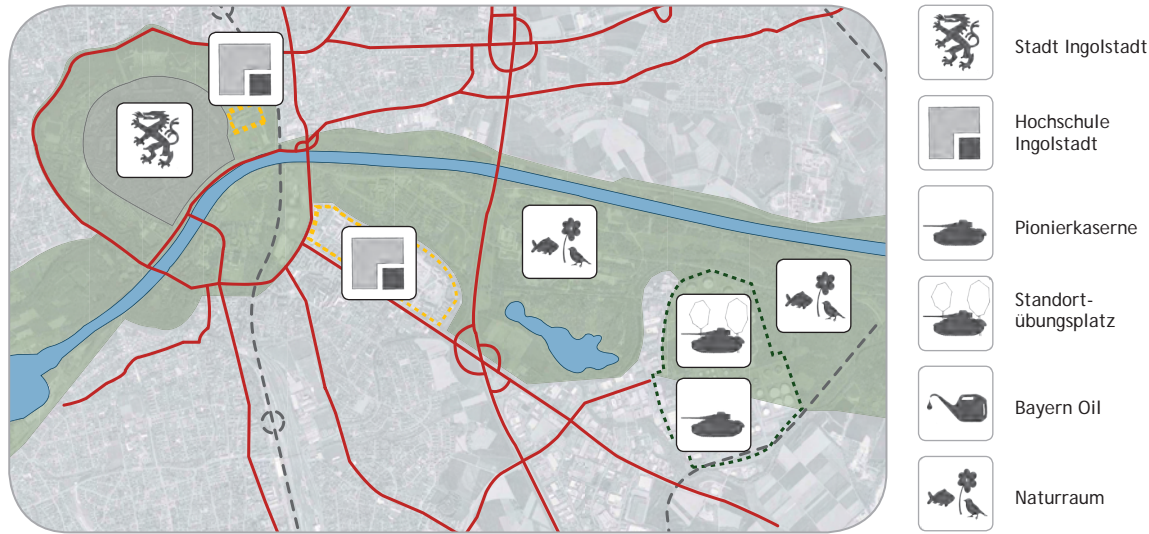 Stadt Ingolstadt
Hochschule
Ingolstadt
Pionierkaserne
Standort-
übungsplatz
Bayern Oil
Naturraum